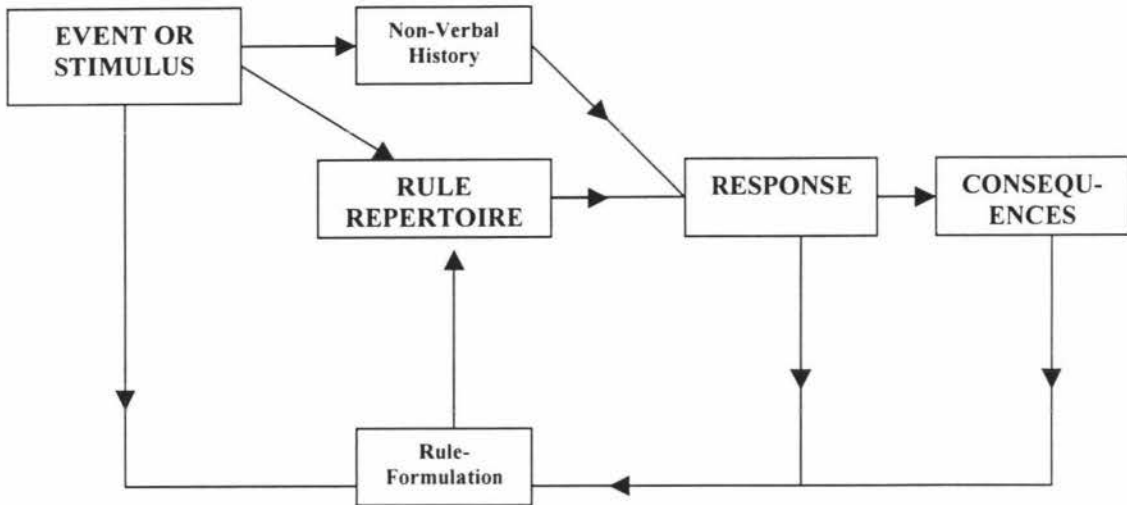 EVENT OR
STIMULUS
Non-Verbal
History
RULE
REPERTOIRE
RESPONSE
CONSEQU-
ENCES
Rule-
Formulation